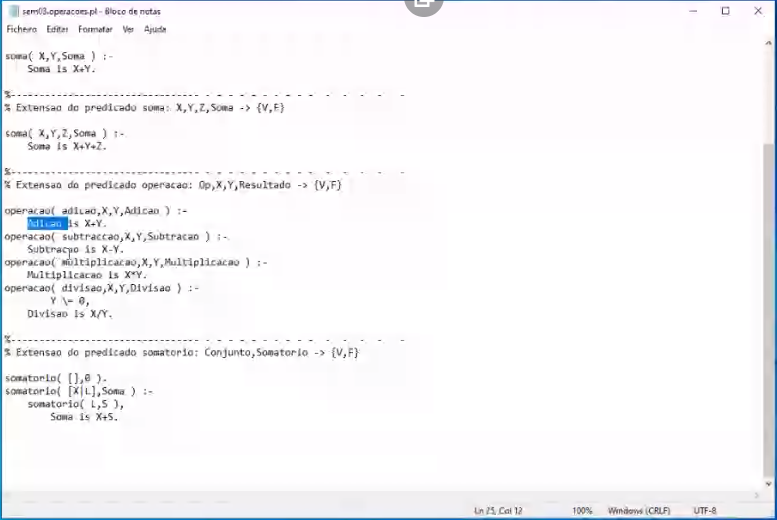 sem03.operacoes.pl - Bloco de notas
Ficheiro Editar Formatar Ver Ajuda
soma( X,Y,Soma ) :-
Soma is X+Y.
%--------------------------------- - - - - - - - - - - - - - -
% Extensao do predicado soma: X,Y,Z,Soma -> {V,F}
soma( X,Y,Z,Soma ) :-
Soma is X+Y+Z.
%--------------------------------- - - - - - - - - - - - - - -
% Extensao do predicado operacao: Op,X,Y,Resultado -> {V,F}
operacao( adicao,X,Y,Adicao ) :-
Adicao is X+Y.
operacao( subtraccao,X,Y,Subtracao ) :-
Subtracao is X-Y.
operacao( multiplicacao,X,Y,Multiplicacao ) :-
Multiplicacao is X*Y.
operacao( divisao,X,Y,Divisao ) :-
Y \= 0,
Divisao is X/Y.
%--------------------------------- - - - - - - - - - - - - - -
% Extensao do predicado somatorio: Conjunto,Somatorio -> {V,F}
somatorio( [],0 ).
somatorio( [X|L],Soma ) :-
somatorio( L,S ),
Soma is X+S.
Ln 25, Col 12 100% Windows (CRLF) UTF-8